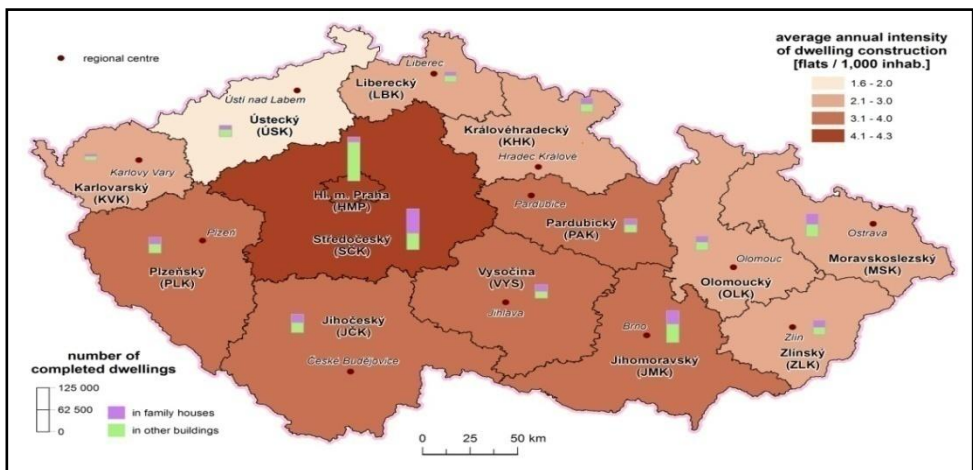 regional centre
average annual intensity
of dwelling construction
[flats / 1,000 inhab.]
1.6 - 2.0
2.1 - 3.0
3.1 - 4.0
4.1 - 4.3
Liberec
Liberecký
(LBK)
Ústí nad Labem
Ústecký
(ÚSK)
Královéhradecký
(KHK)
Hradec Králové
Karlovy Vary
Karlovarský
(KVK)
Hl. m. Praha
(HMP)
Středočeský
(SČK)
Pardubice
Pardubický
(PAK)
Plzeň
Plzeňský
(PLK)
Ostrava
Moravskoslezský
(MSK)
Olomouc
Olomoucký
(OLK)
Vysočina
(VYS)
Jihlava
Jihočeský
(JČK)
České Budějovice
Brno
Jihomoravský
(JMK)
Zlín
Zlínský
(ZLK)
number of
completed dwellings
125 000
62 500
0
in family houses
in other buildings
0 25 50 km